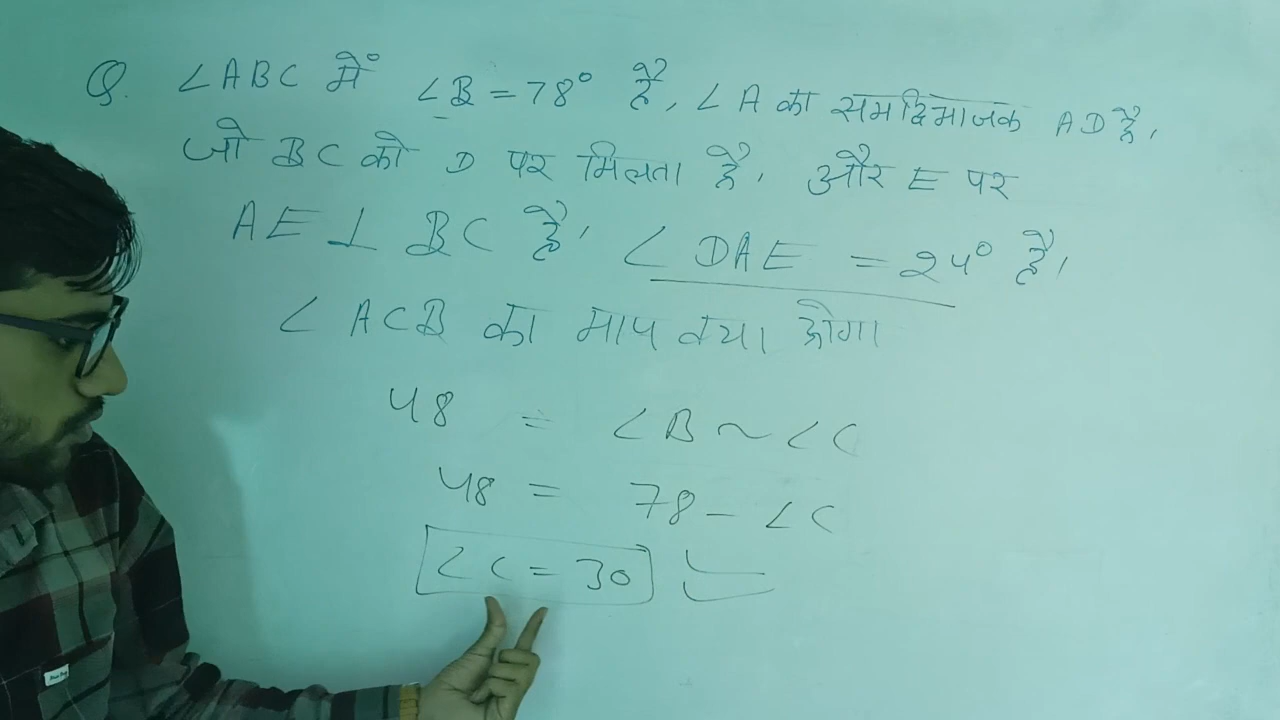 Q. ∠ABC में ∠B = 78° है, ∠A का समद्विभाजक AD है,
जो BC को D पर मिलता है, और E पर
AE ⊥ BC है, ∠DAE = 24° है,
∠ACB का माप क्या होगा
48 = ∠B ~ ∠C
48 = 78 - ∠C
∠C = 30